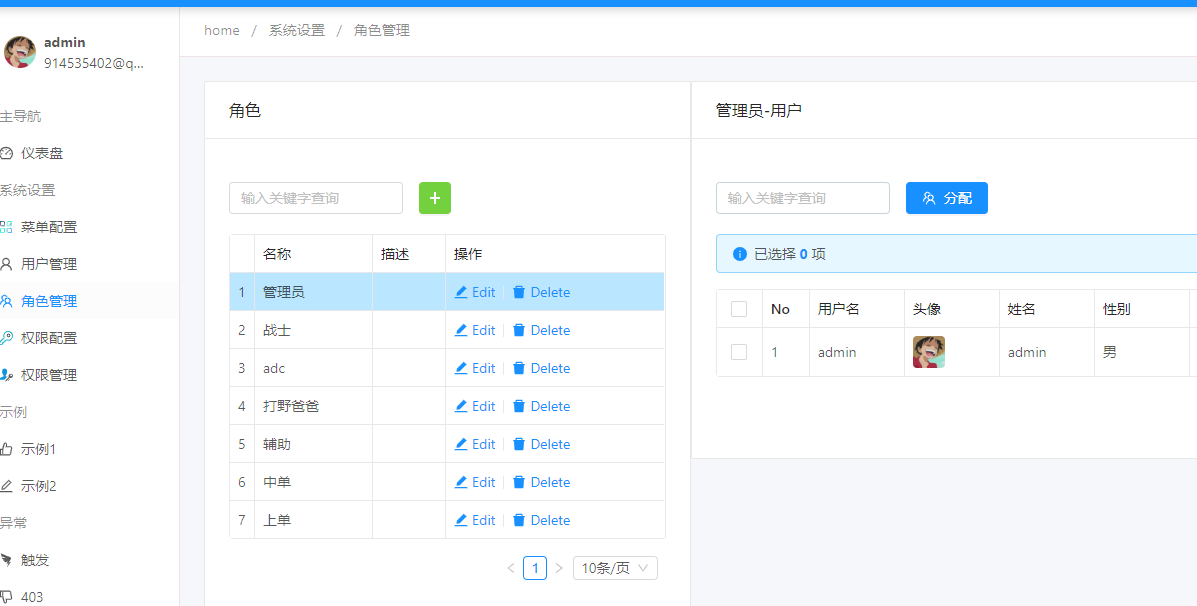 admin
914535402@q...
主导航
仪表盘
系统设置
菜单配置
用户管理
角色管理
权限配置
权限管理
示例
示例1
示例2
异常
触发
403
home / 系统设置 / 角色管理
角色
输入关键字查询
+
名称 描述 操作
1 管理员 Edit Delete
2 战士 Edit Delete
3 adc Edit Delete
4 打野爸爸 Edit Delete
5 辅助 Edit Delete
6 中单 Edit Delete
7 上单 Edit Delete
< 1 > 10条/页
管理员-用户
输入关键字查询 分配
已选择 0 项
No 用户名 头像 姓名 性别
1 admin admin 男